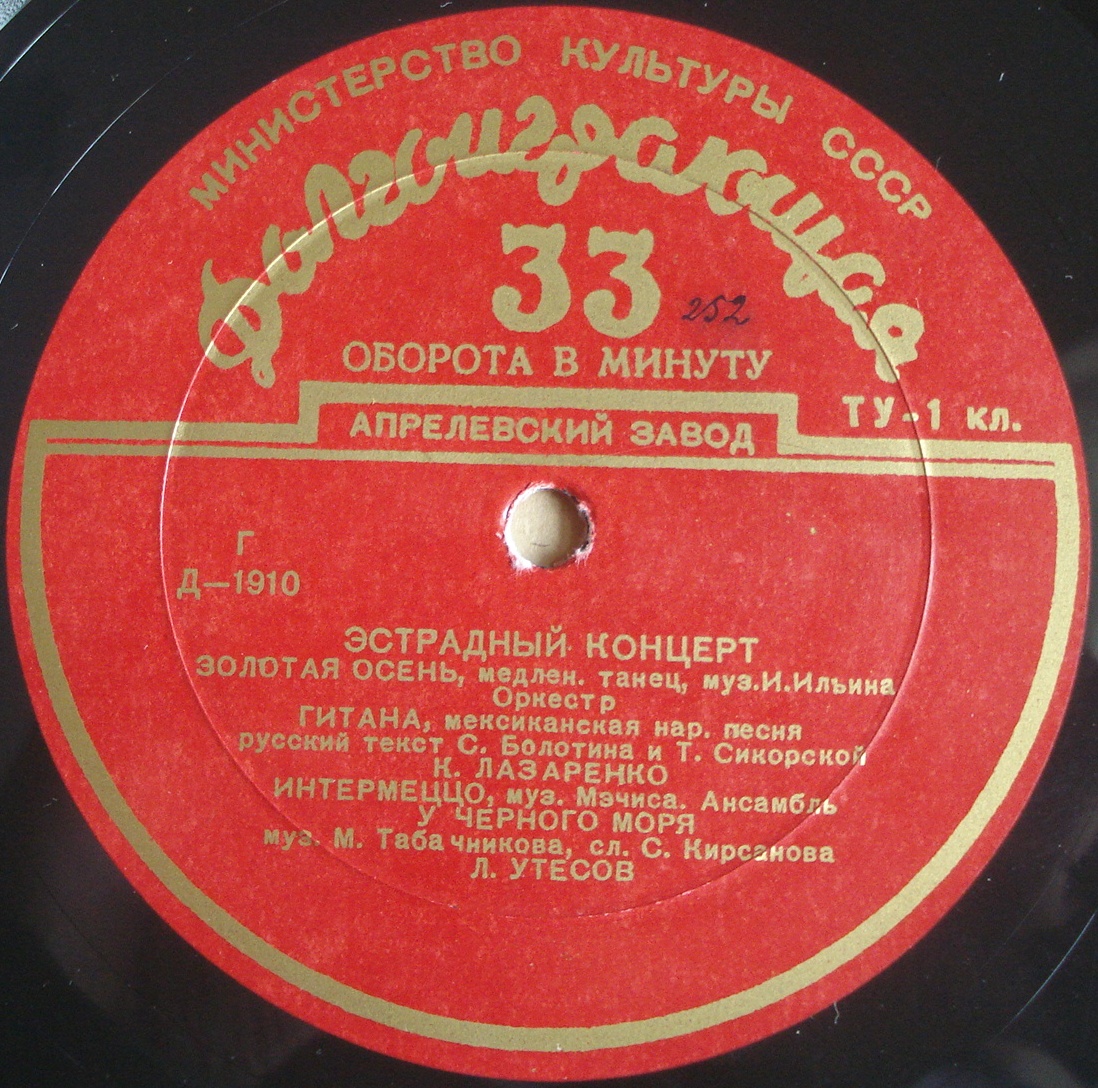 МИНИСТЕРСТВО КУЛЬТУРЫ СССР
Долгоиграющая
33
252
ОБОРОТА В МИНУТУ
ТУ-1 кл.
АПРЕЛЕВСКИЙ ЗАВОД
Г
Д—1910
ЭСТРАДНЫЙ КОНЦЕРТ
ЗОЛОТАЯ ОСЕНЬ, медлен. танец, муз.И.Ильина
Оркестр
ГИТАНА, мексиканская нар. песня
русский текст С. Болотина и Т. Сикорской
К. ЛАЗАРЕНКО
ИНТЕРМЕЦЦО, муз. Мэчиса. Ансамбль
У ЧЕРНОГО МОРЯ
муз. М. Табачникова, сл. С. Кирсанова
Л. УТЕСОВ